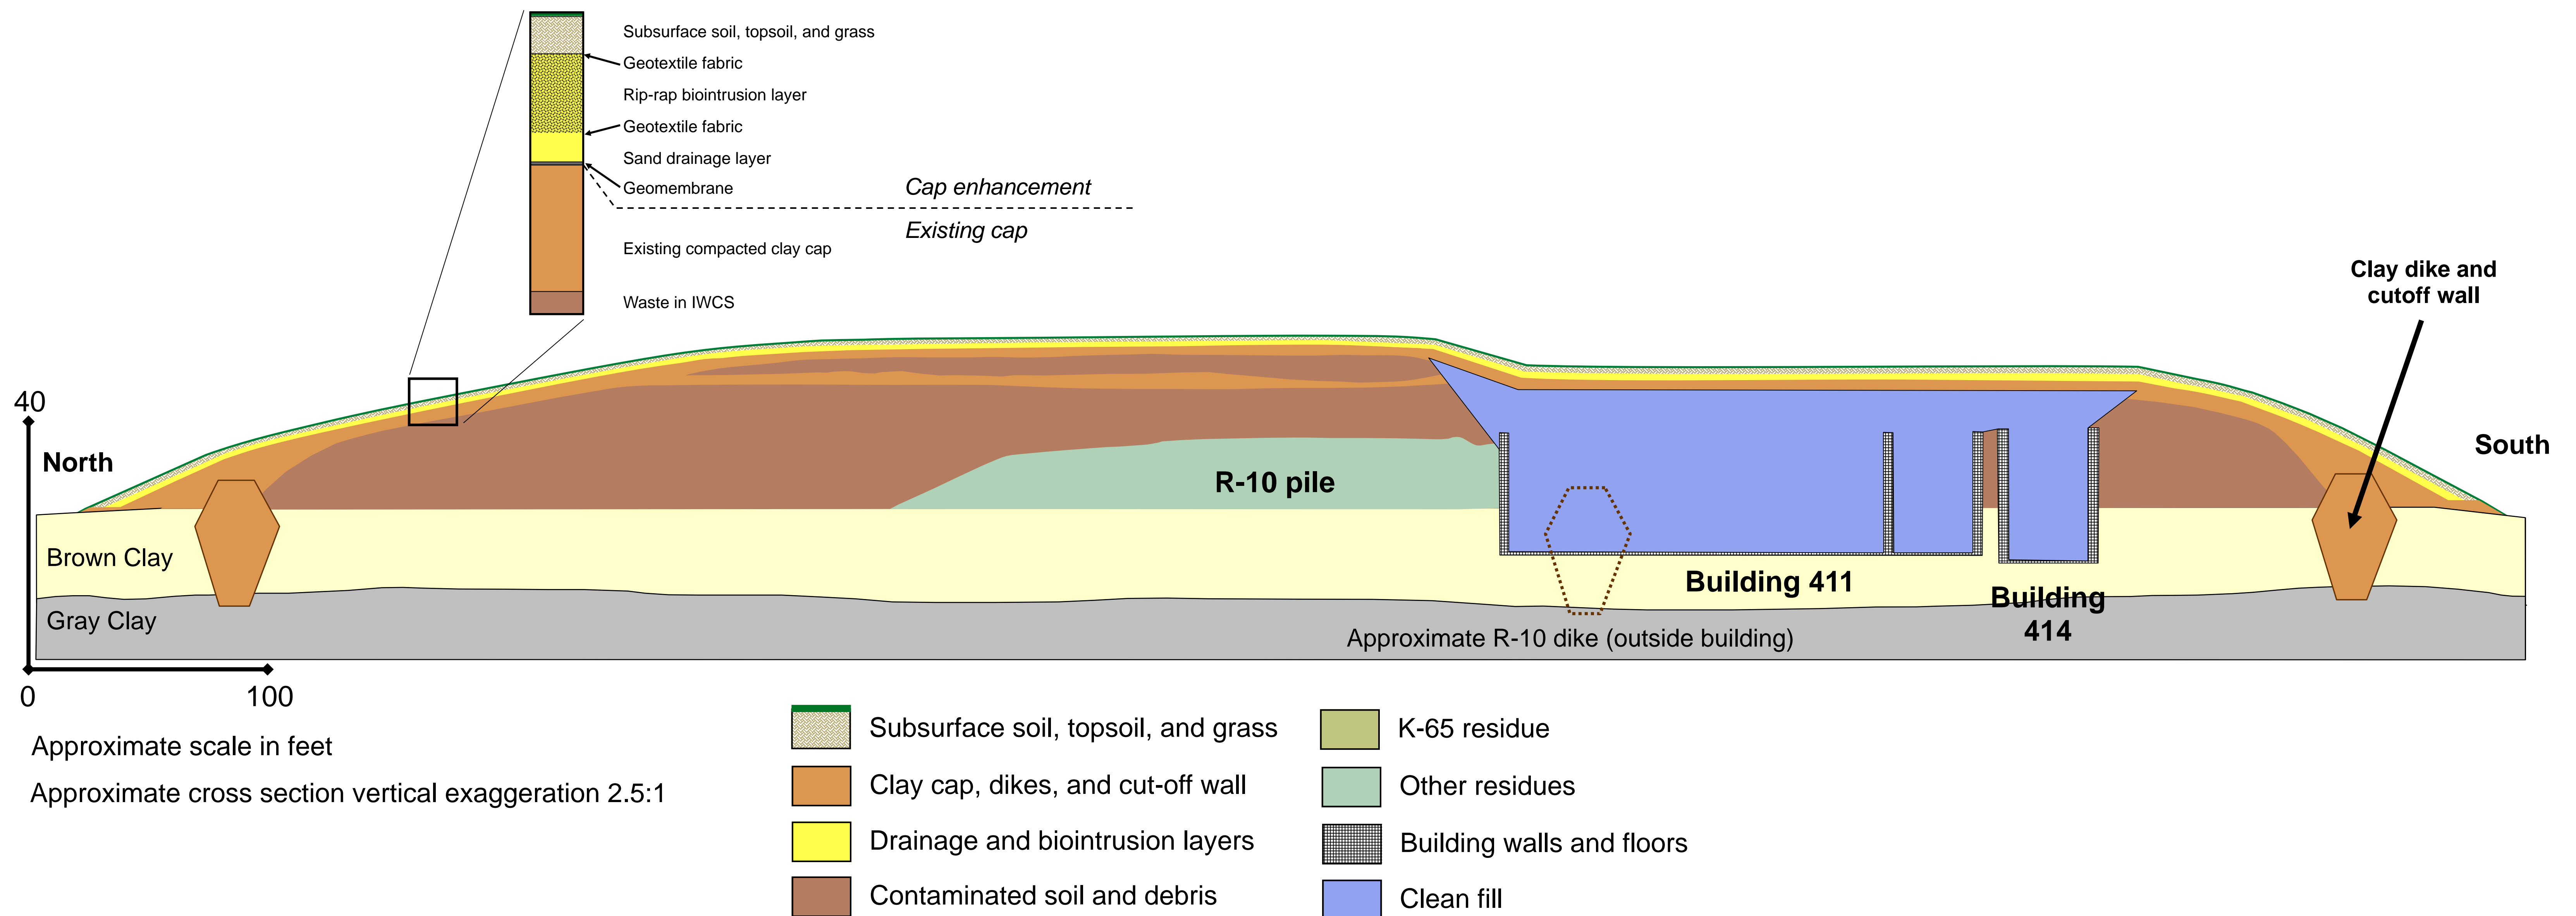 Subsurface soil, topsoil, and grass
Geotextile fabric
Rip-rap biointrusion layer
Geotextile fabric
Sand drainage layer
Geomembrane
Cap enhancement
Existing cap
Existing compacted clay cap
Waste in IWCS
Clay dike and
cutoff wall
40
North
South
R-10 pile
Brown Clay
Building 411
Building
414
Gray Clay
Approximate R-10 dike (outside building)
0
100
Approximate scale in feet
Approximate cross section vertical exaggeration 2.5:1
Subsurface soil, topsoil, and grass
Clay cap, dikes, and cut-off wall
Drainage and biointrusion layers
Contaminated soil and debris
K-65 residue
Other residues
Building walls and floors
Clean fill